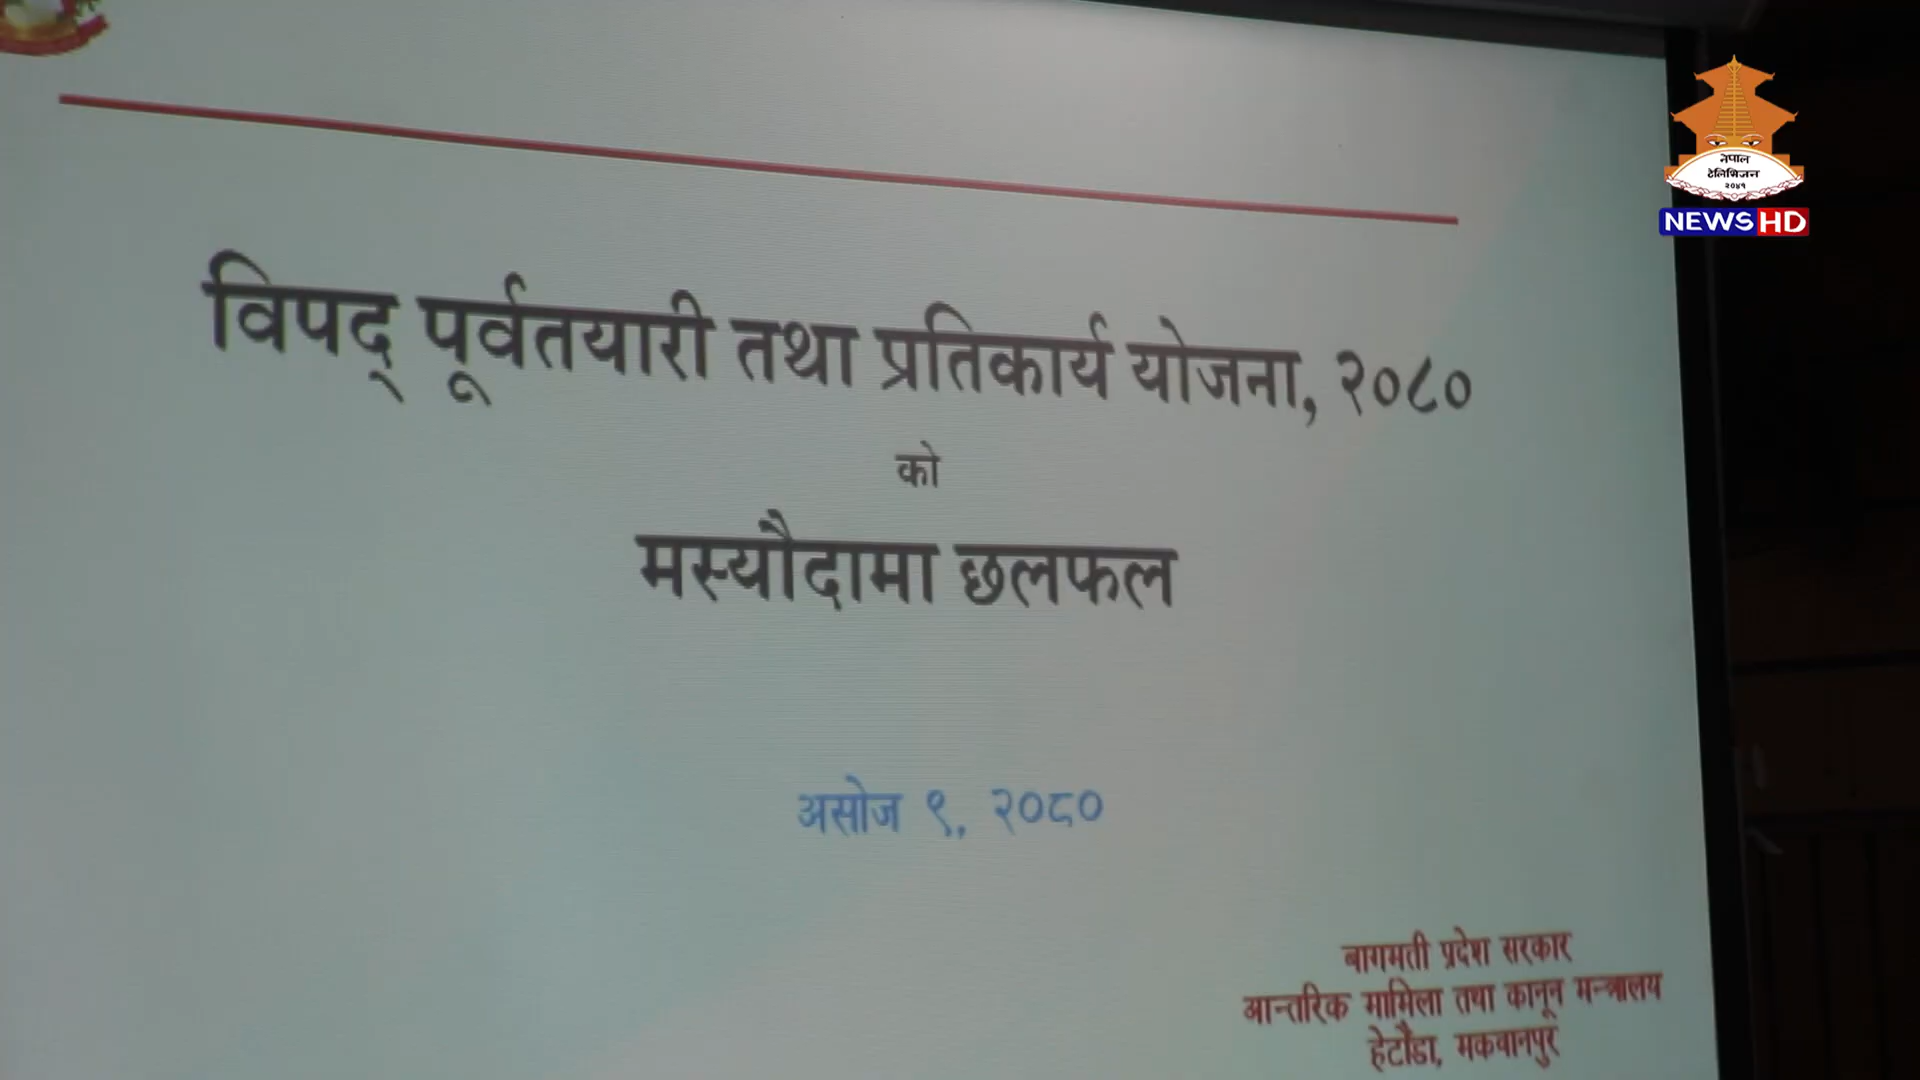 नेपाल
टेलिभिजन
२०४१
NEWS HD
विपद् पूर्वतयारी तथा प्रतिकार्य योजना, २०८०
को
मस्यौदामा छलफल
असोज ९, २०८०
बागमती प्रदेश सरकार
आन्तरिक मामिला तथा कानून मन्त्रालय
हेटौंडा, मकवानपुर